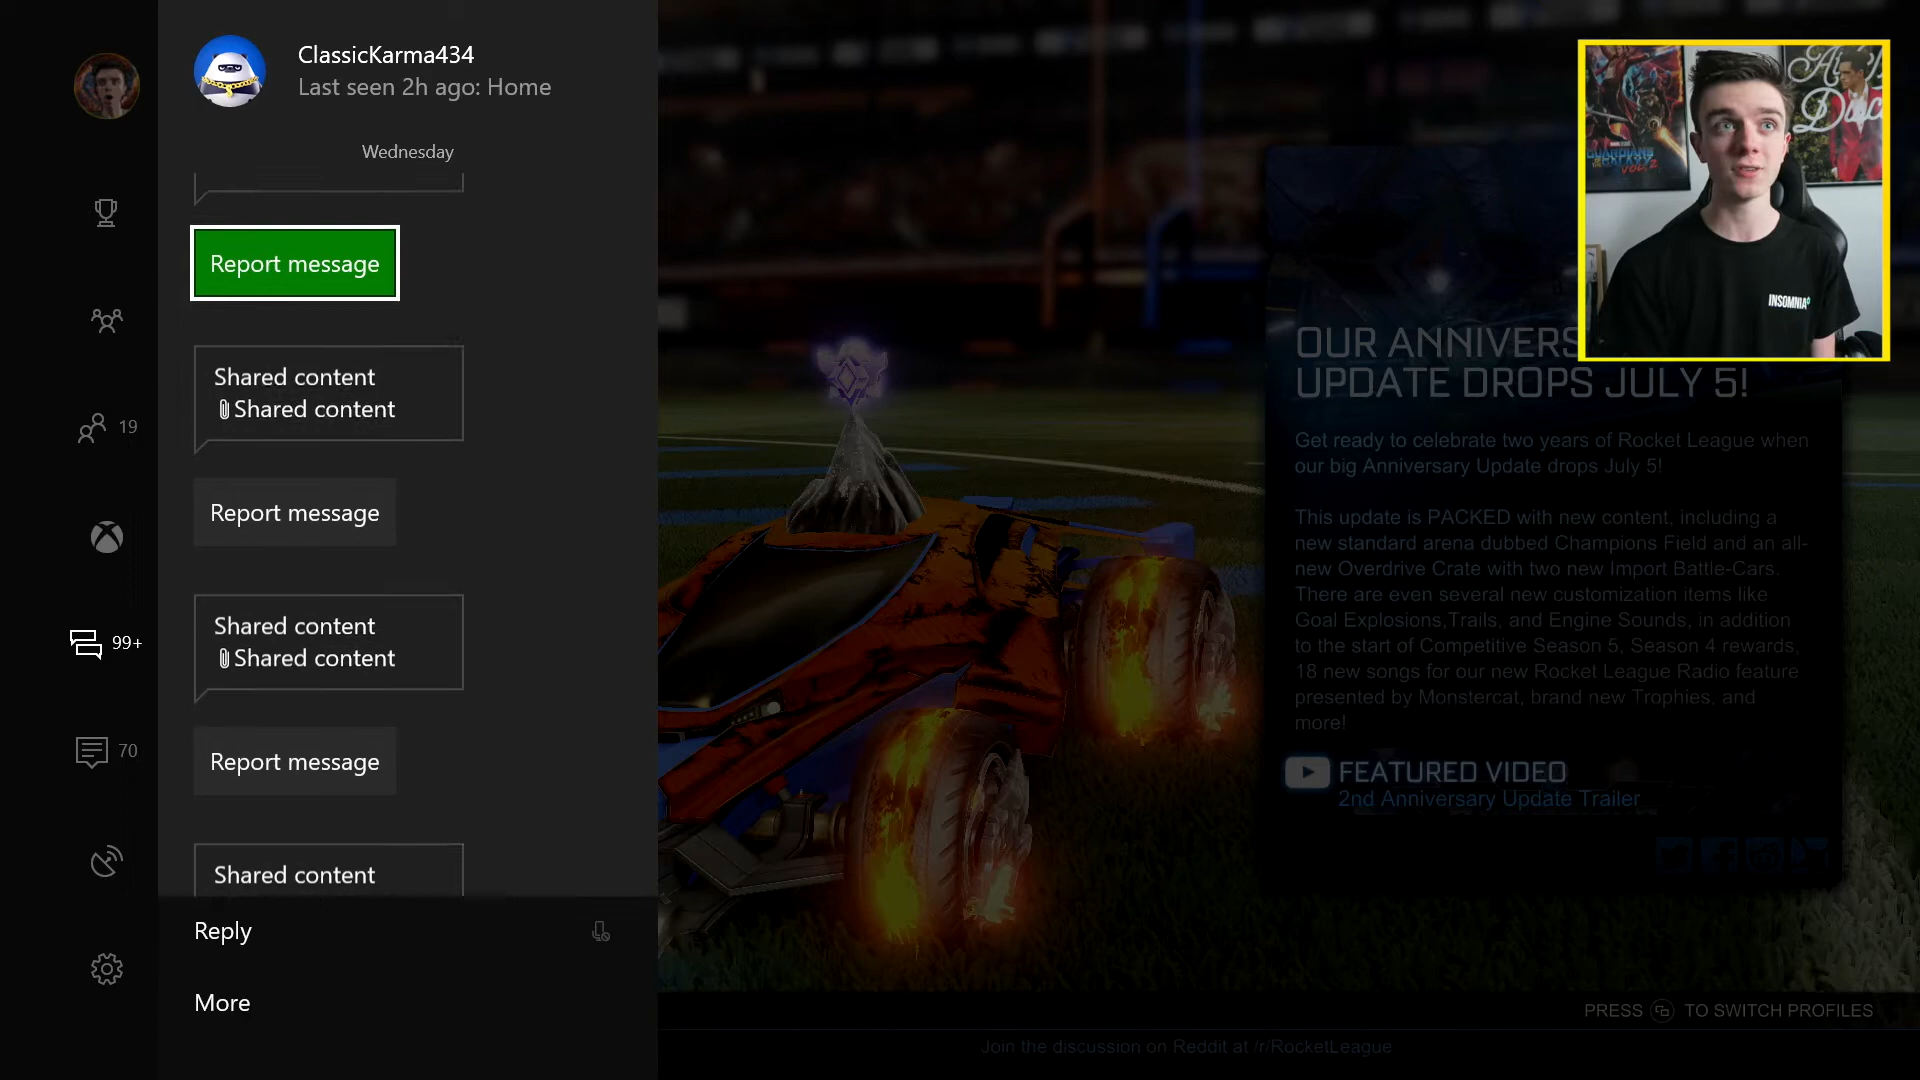 ClassicKarma434
Last seen 2h ago: Home
Wednesday
Report message
Shared content
Shared content
Report message
Shared content
Shared content
Report message
Shared content
Reply
More
19
99+
70
OUR ANNIVERS
UPDATE DROPS JULY 5!
Get ready to celebrate two years of Rocket League when
our big Anniversary Update drops July 5!
This update is PACKED with new content, including a
new standard arena dubbed Champions Field and an all-
new Overdrive Crate with two new Import Battle-Cars.
There are even several new customization items like
Goal Explosions,Trails, and Engine Sounds, in addition
to the start of Competitive Season 5, Season 4 rewards,
18 new songs for our new Rocket League Radio feature
presented by Monstercat, brand new Trophies, and
more!
FEATURED VIDEO
2nd Anniversary Update Trailer
PRESS TO SWITCH PROFILES
Join the discussion on Reddit at /r/RocketLeague
GUARDIANS
GALAXY
VOL.2
INSOMNIA